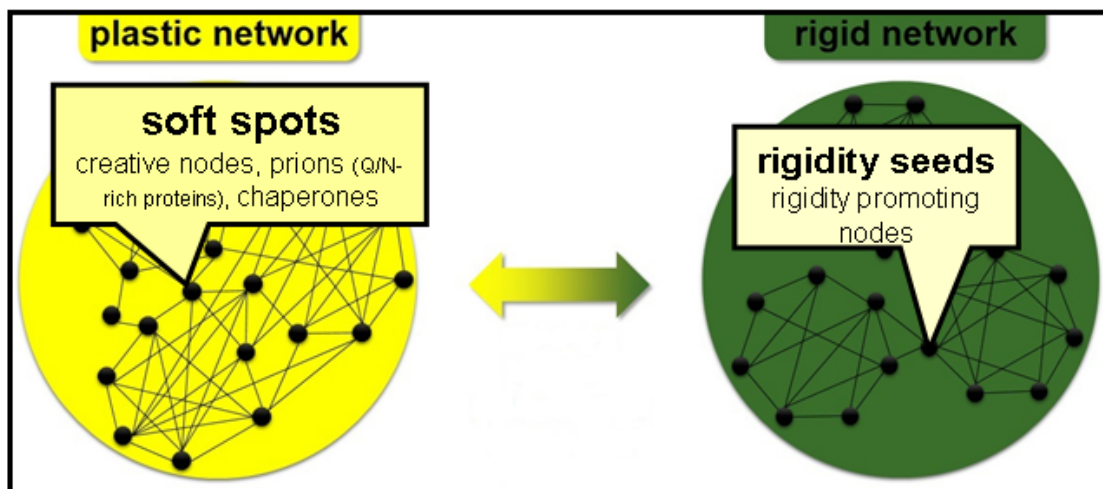 plastic network
rigid network
soft spots
creative nodes, prions (Q/N-
rich proteins), chaperones
rigidity seeds
rigidity promoting
nodes